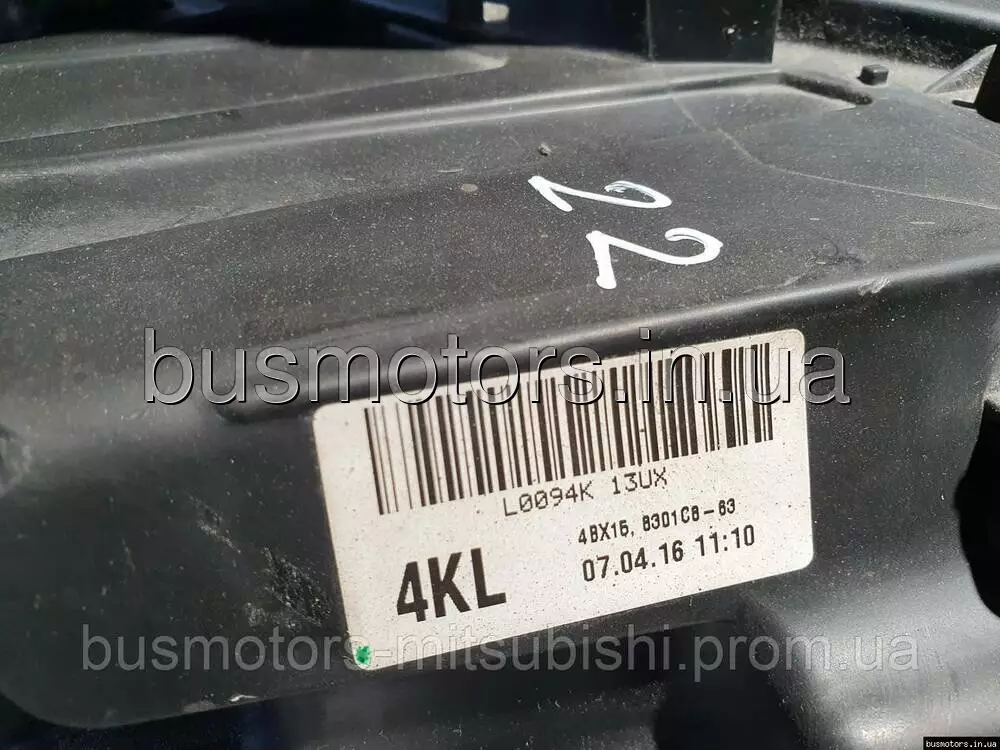 22
busmotors.in.ua
L0094K 13UX
4BX15, 8301C8-63
4KL
07.04.16 11:10
busmotors-mitsubishi.prom.ua
busmotors.in.ua